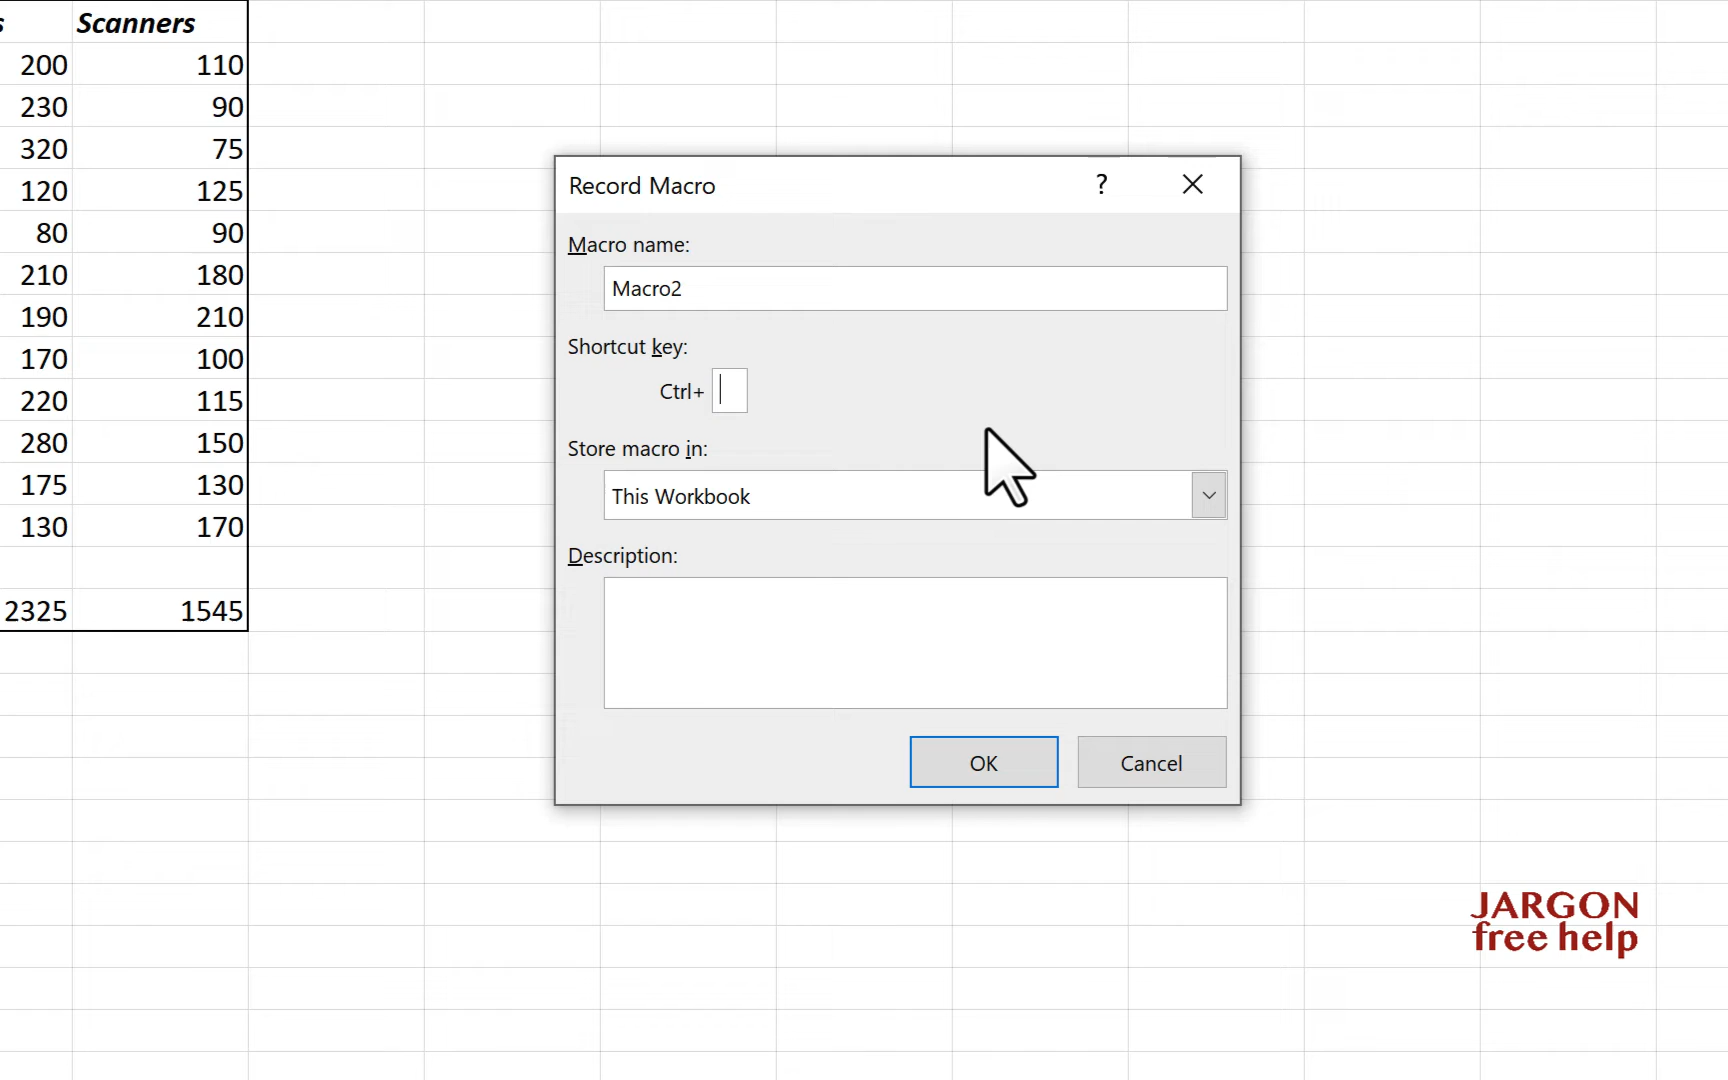 s Scanners
200 110
230 90
320 75
120 125
80 90
210 180
190 210
170 100
220 115
280 150
175 130
130 170
2325 1545
Record Macro ?
Macro name:
Macro2
Shortcut key:
Ctrl+
Store macro in:
This Workbook
Description:
OK Cancel
JARGON
free help